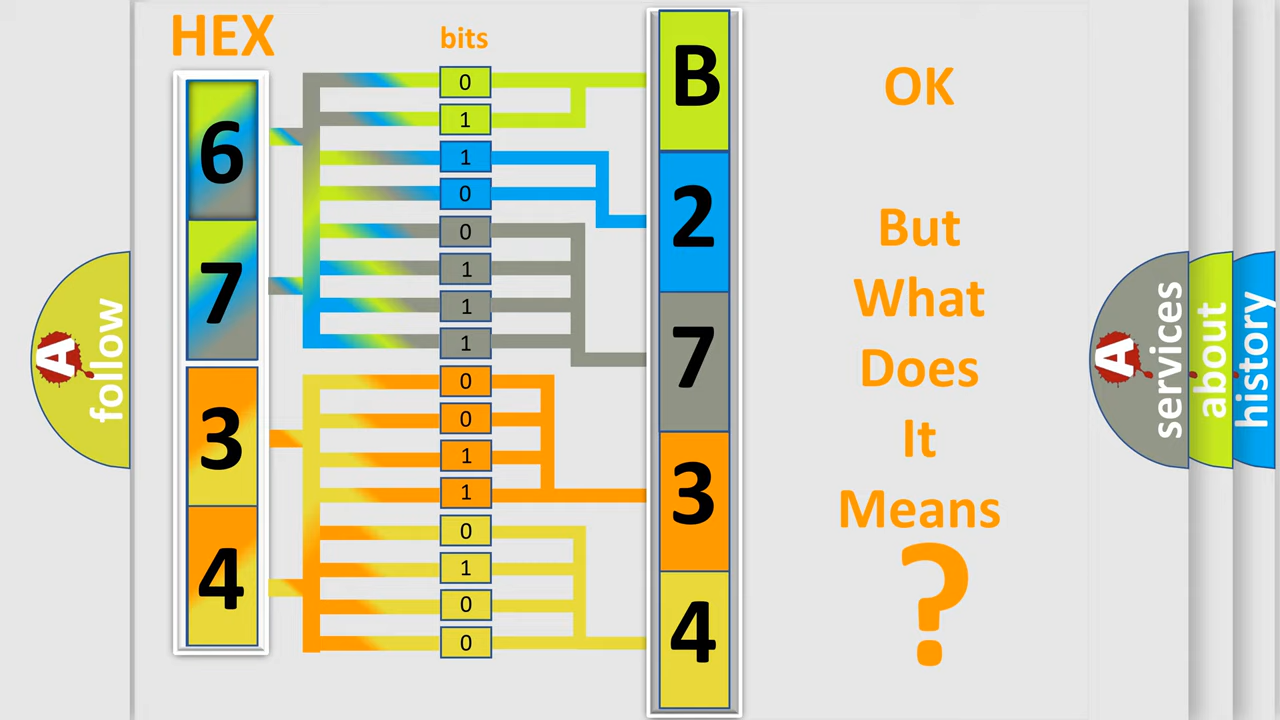 HEX
bits
6
7
3
4
0
1
1
0
0
1
1
1
0
0
1
1
0
1
0
0
B
2
7
3
4
OK
But
What
Does
It
Means
?
A
follow
A
services
about
history